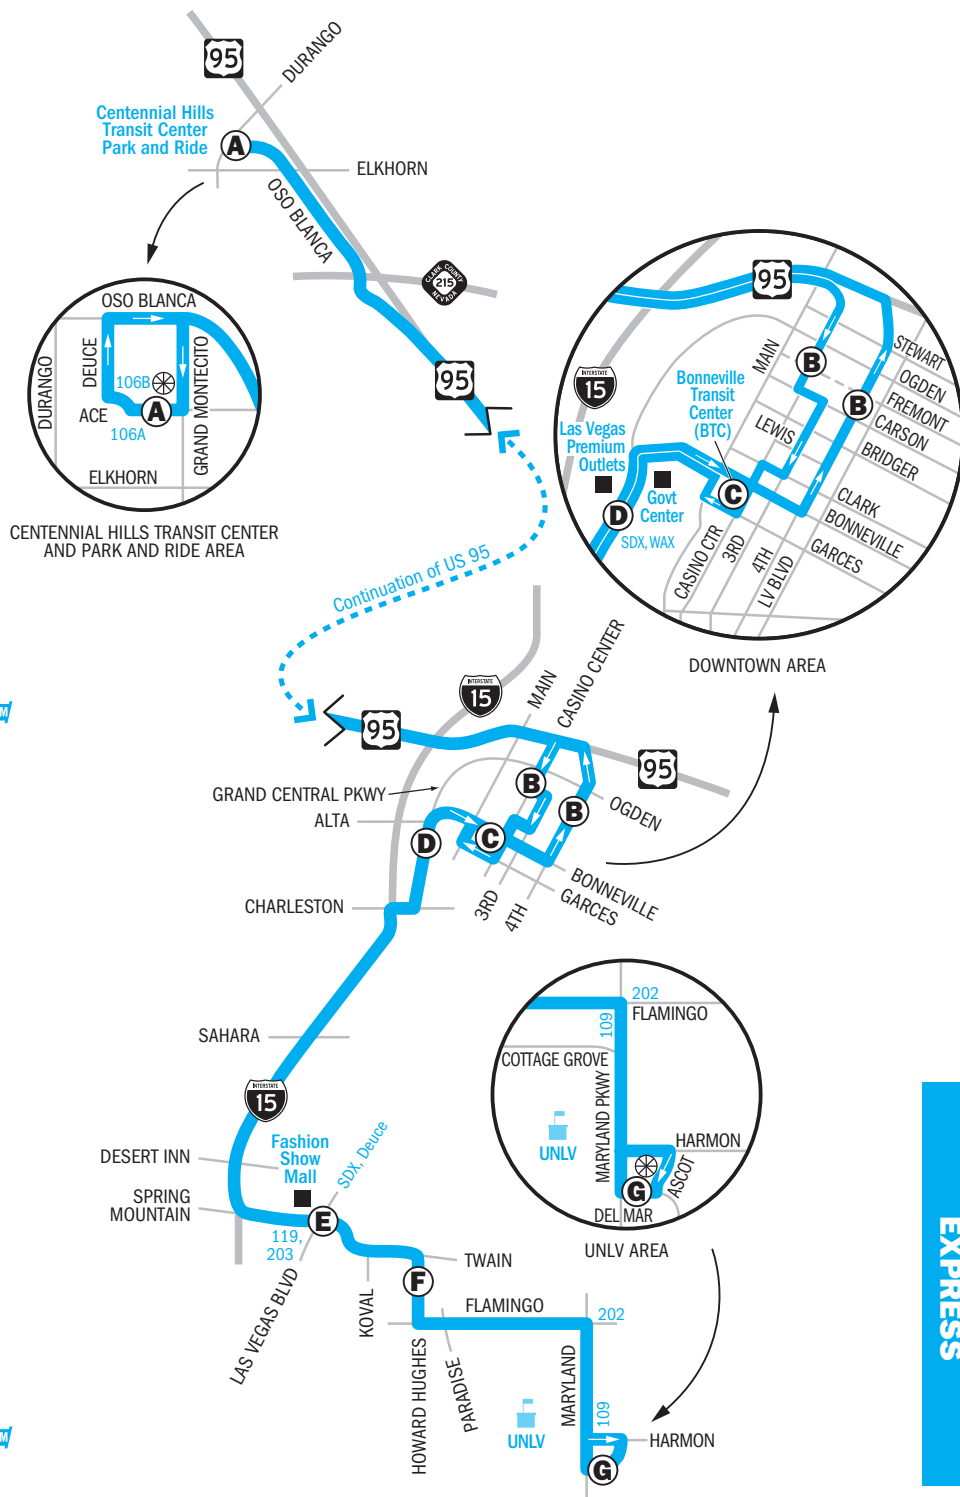 95
DURANGO
Centennial Hills
Transit Center
Park and Ride
A
ELKHORN
OSO BLANCA
CLARK COUNTY
215
NEVADA
95
OSO BLANCA
DURANGO
DEUCE
106B
GRAND MONTECITO
ACE
A
106A
ELKHORN
CENTENNIAL HILLS TRANSIT CENTER
AND PARK AND RIDE AREA
95
MAIN
B
STEWART
OGDEN
FREMONT
CARSON
BRIDGER
B
INTERSTATE
15
Bonneville
Transit
Center
(BTC)
LEWIS
Las Vegas
Premium
Outlets
C
CLARK
BONNEVILLE
GARCES
Govt
Center
D
SDX, WAX
CASINO CTR
3RD
4TH
LV BLVD
DOWNTOWN AREA
Continuation of US 95
INTERSTATE
15
MAIN
CASINO CENTER
95
95
GRAND CENTRAL PKWY
B
B
OGDEN
ALTA
D
C
BONNEVILLE
GARCES
3RD
4TH
CHARLESTON
SAHARA
INTERSTATE
15
DESERT INN
Fashion
Show
Mall
SDX, Deuce
SPRING
MOUNTAIN
E
119,
203
LAS VEGAS BLVD
KOVAL
TWAIN
F
FLAMINGO
202
HOWARD HUGHES
PARADISE
MARYLAND
109
UNLV
HARMON
G
202
FLAMINGO
109
COTTAGE GROVE
MARYLAND PKWY
UNLV
HARMON
ASCOT
G
DEL MAR
UNLV AREA
EXPRESS
M
M